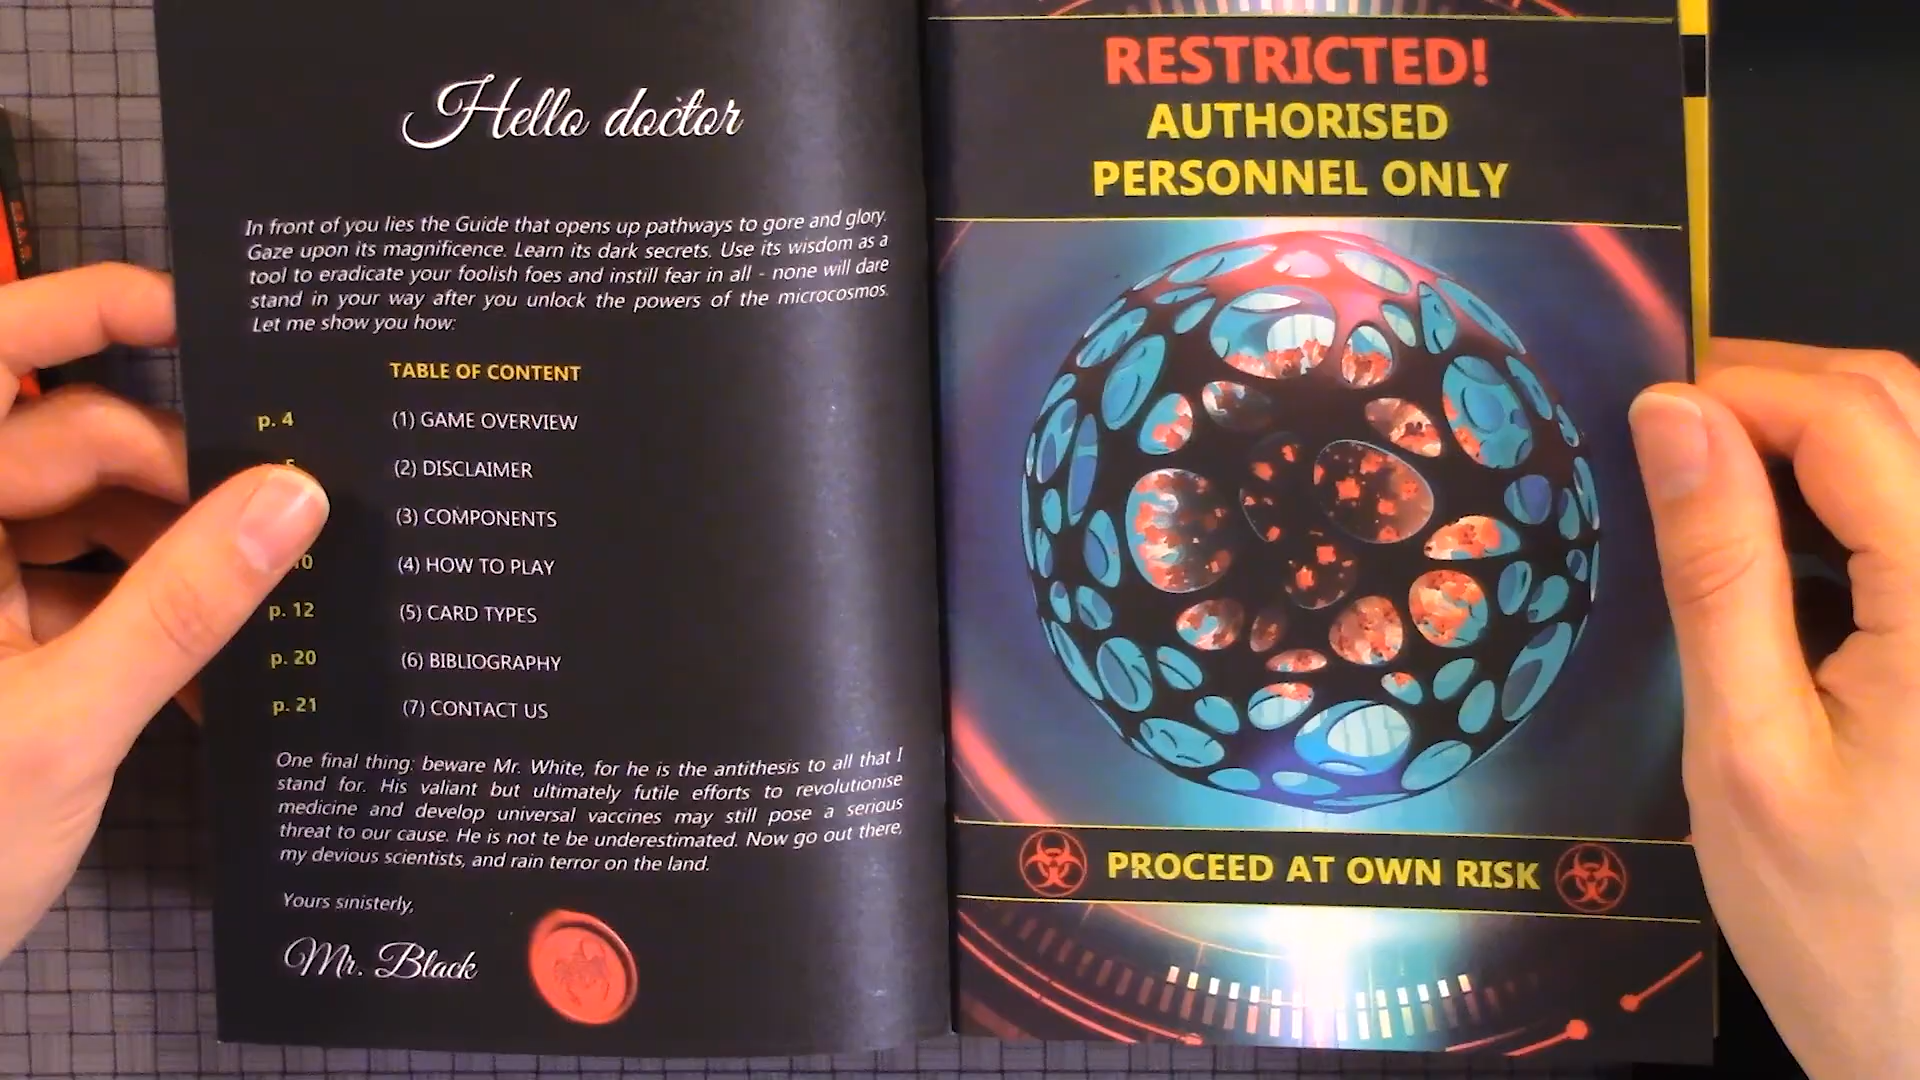 Hello doctor
In front of you lies the Guide that opens up pathways to gore and glory.
Gaze upon its magnificence. Learn its dark secrets. Use its wisdom as a
tool to eradicate your foolish foes and instill fear in all - none will dare
stand in your way after you unlock the powers of the microcosmos.
Let me show you how:
TABLE OF CONTENT
p. 4 (1) GAME OVERVIEW
(2) DISCLAIMER
(3) COMPONENTS
(4) HOW TO PLAY
p. 12 (5) CARD TYPES
p. 20 (6) BIBLIOGRAPHY
p. 21 (7) CONTACT US
One final thing: beware Mr. White, for he is the antithesis to all that I
stand for. His valiant but ultimately futile efforts to revolutionise
medicine and develop universal vaccines may still pose a serious
threat to our cause. He is not te be underestimated. Now go out there,
my devious scientists, and rain terror on the land.
Yours sinisterly,
Mr. Black
RESTRICTED!
AUTHORISED
PERSONNEL ONLY
PROCEED AT OWN RISK